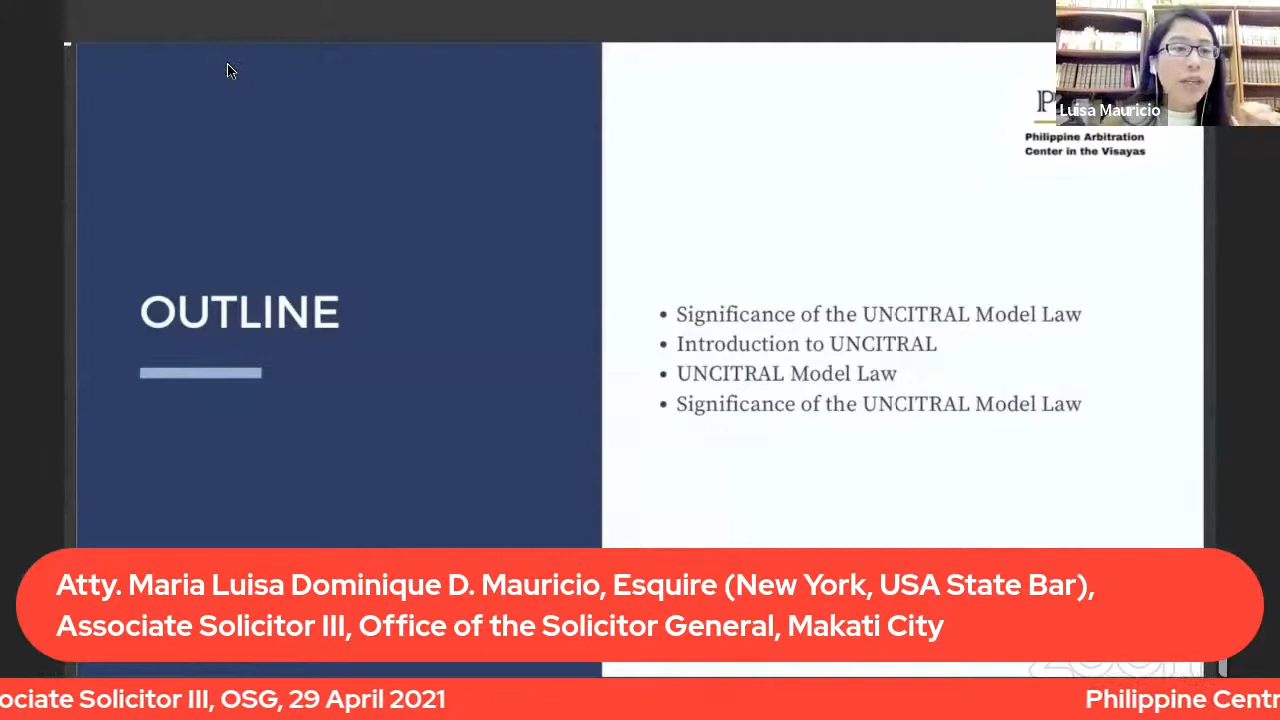 Luisa Mauricio
Philippine Arbitration
Center in the Visayas
OUTLINE
• Significance of the UNCITRAL Model Law
• Introduction to UNCITRAL
• UNCITRAL Model Law
• Significance of the UNCITRAL Model Law
Atty. Maria Luisa Dominique D. Mauricio, Esquire (New York, USA State Bar),
Associate Solicitor III, Office of the Solicitor General, Makati City
zoom
ociate Solicitor III, OSG, 29 April 2021
Philippine Centr